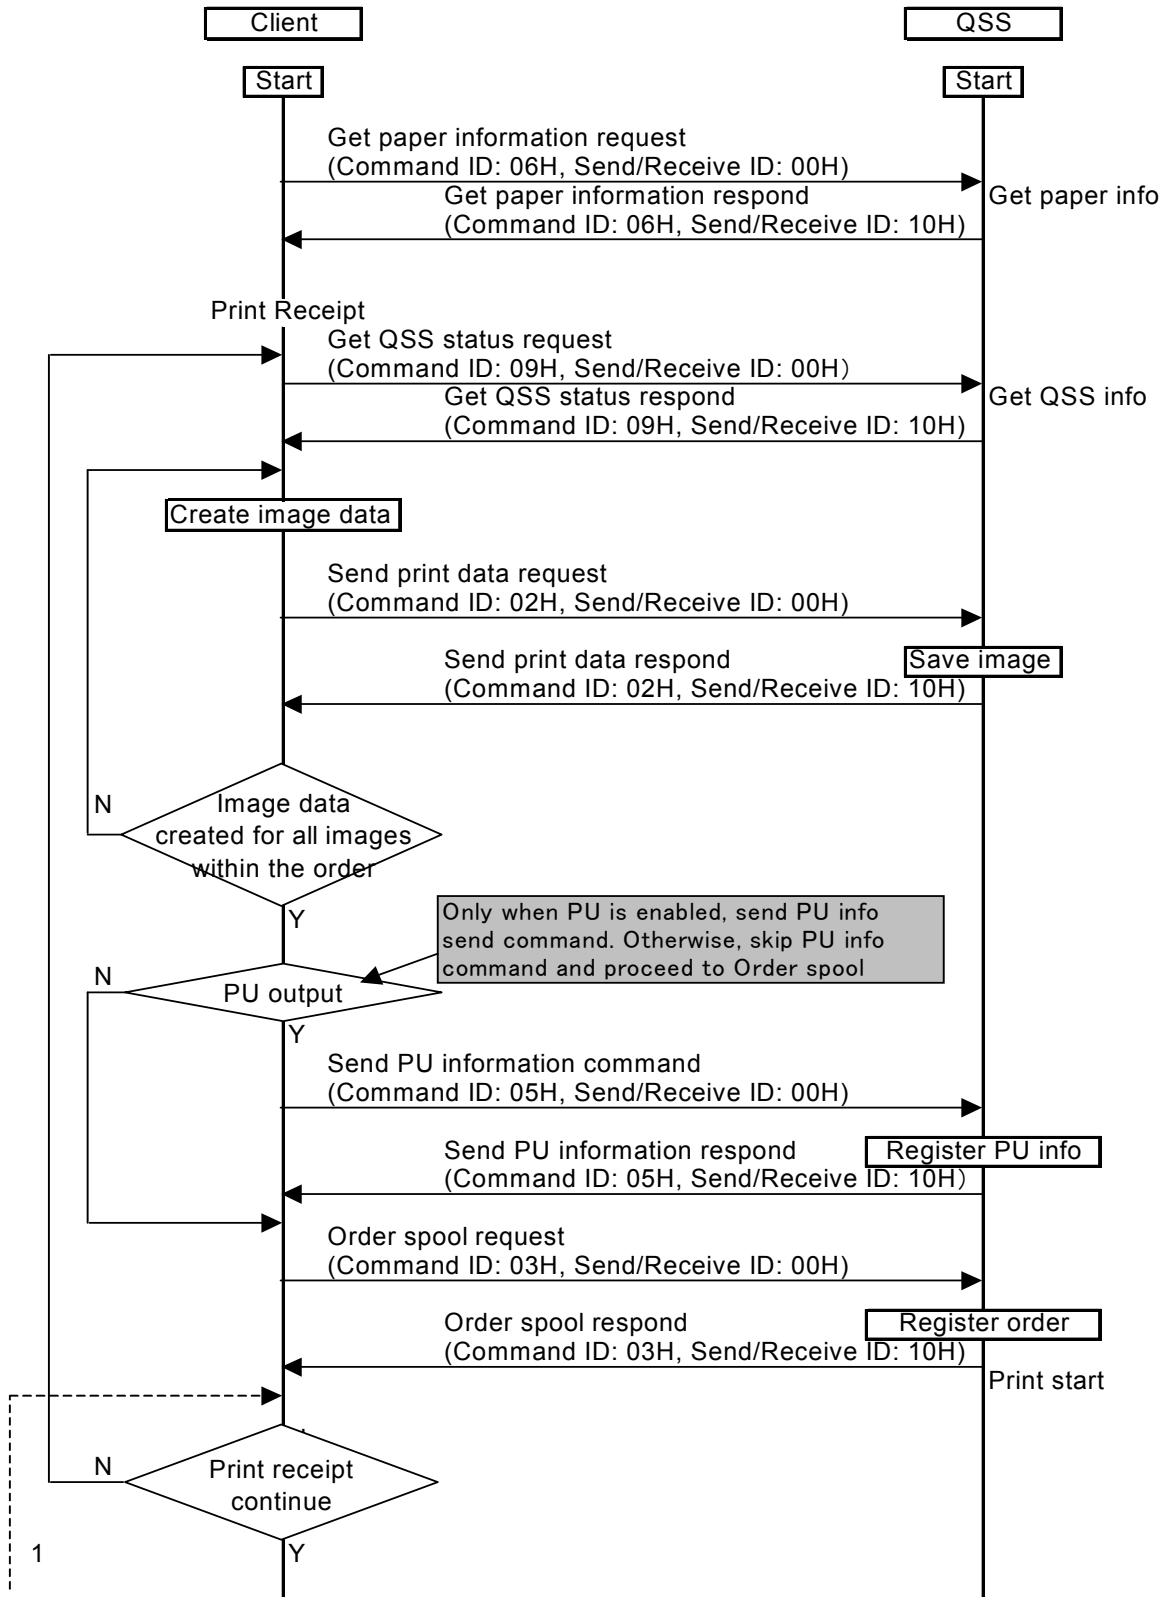 Client
QSS
Start
Start
Get paper information request
(Command ID: 06H, Send/Receive ID: 00H)
Get paper information respond
(Command ID: 06H, Send/Receive ID: 10H)
Get paper info
Print Receipt
Get QSS status request
(Command ID: 09H, Send/Receive ID: 00H）
Get QSS status respond
(Command ID: 09H, Send/Receive ID: 10H)
Get QSS info
Create image data
Send print data request
(Command ID: 02H, Send/Receive ID: 00H)
Send print data respond
(Command ID: 02H, Send/Receive ID: 10H)
Save image
N
Image data
created for all images
within the order
Y
Only when PU is enabled, send PU info
send command. Otherwise, skip PU info
command and proceed to Order spool
N
PU output
Y
Send PU information command
(Command ID: 05H, Send/Receive ID: 00H)
Send PU information respond
(Command ID: 05H, Send/Receive ID: 10H）
Register PU info
Order spool request
(Command ID: 03H, Send/Receive ID: 00H)
Order spool respond
(Command ID: 03H, Send/Receive ID: 10H)
Register order
Print start
N
Print receipt
continue
1
Y